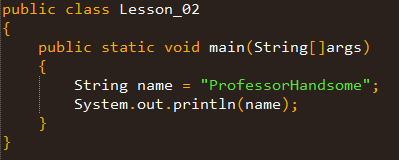 public class Lesson_02
{
    public static void main(String[]args)
    {
        String name = "ProfessorHandsome";
        System.out.println(name);
    }
}